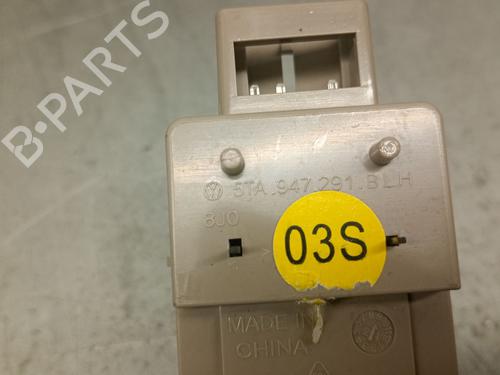 B-PARTS
5TA.947.291.BLH
8J0
03S
MADE IN
CHINA